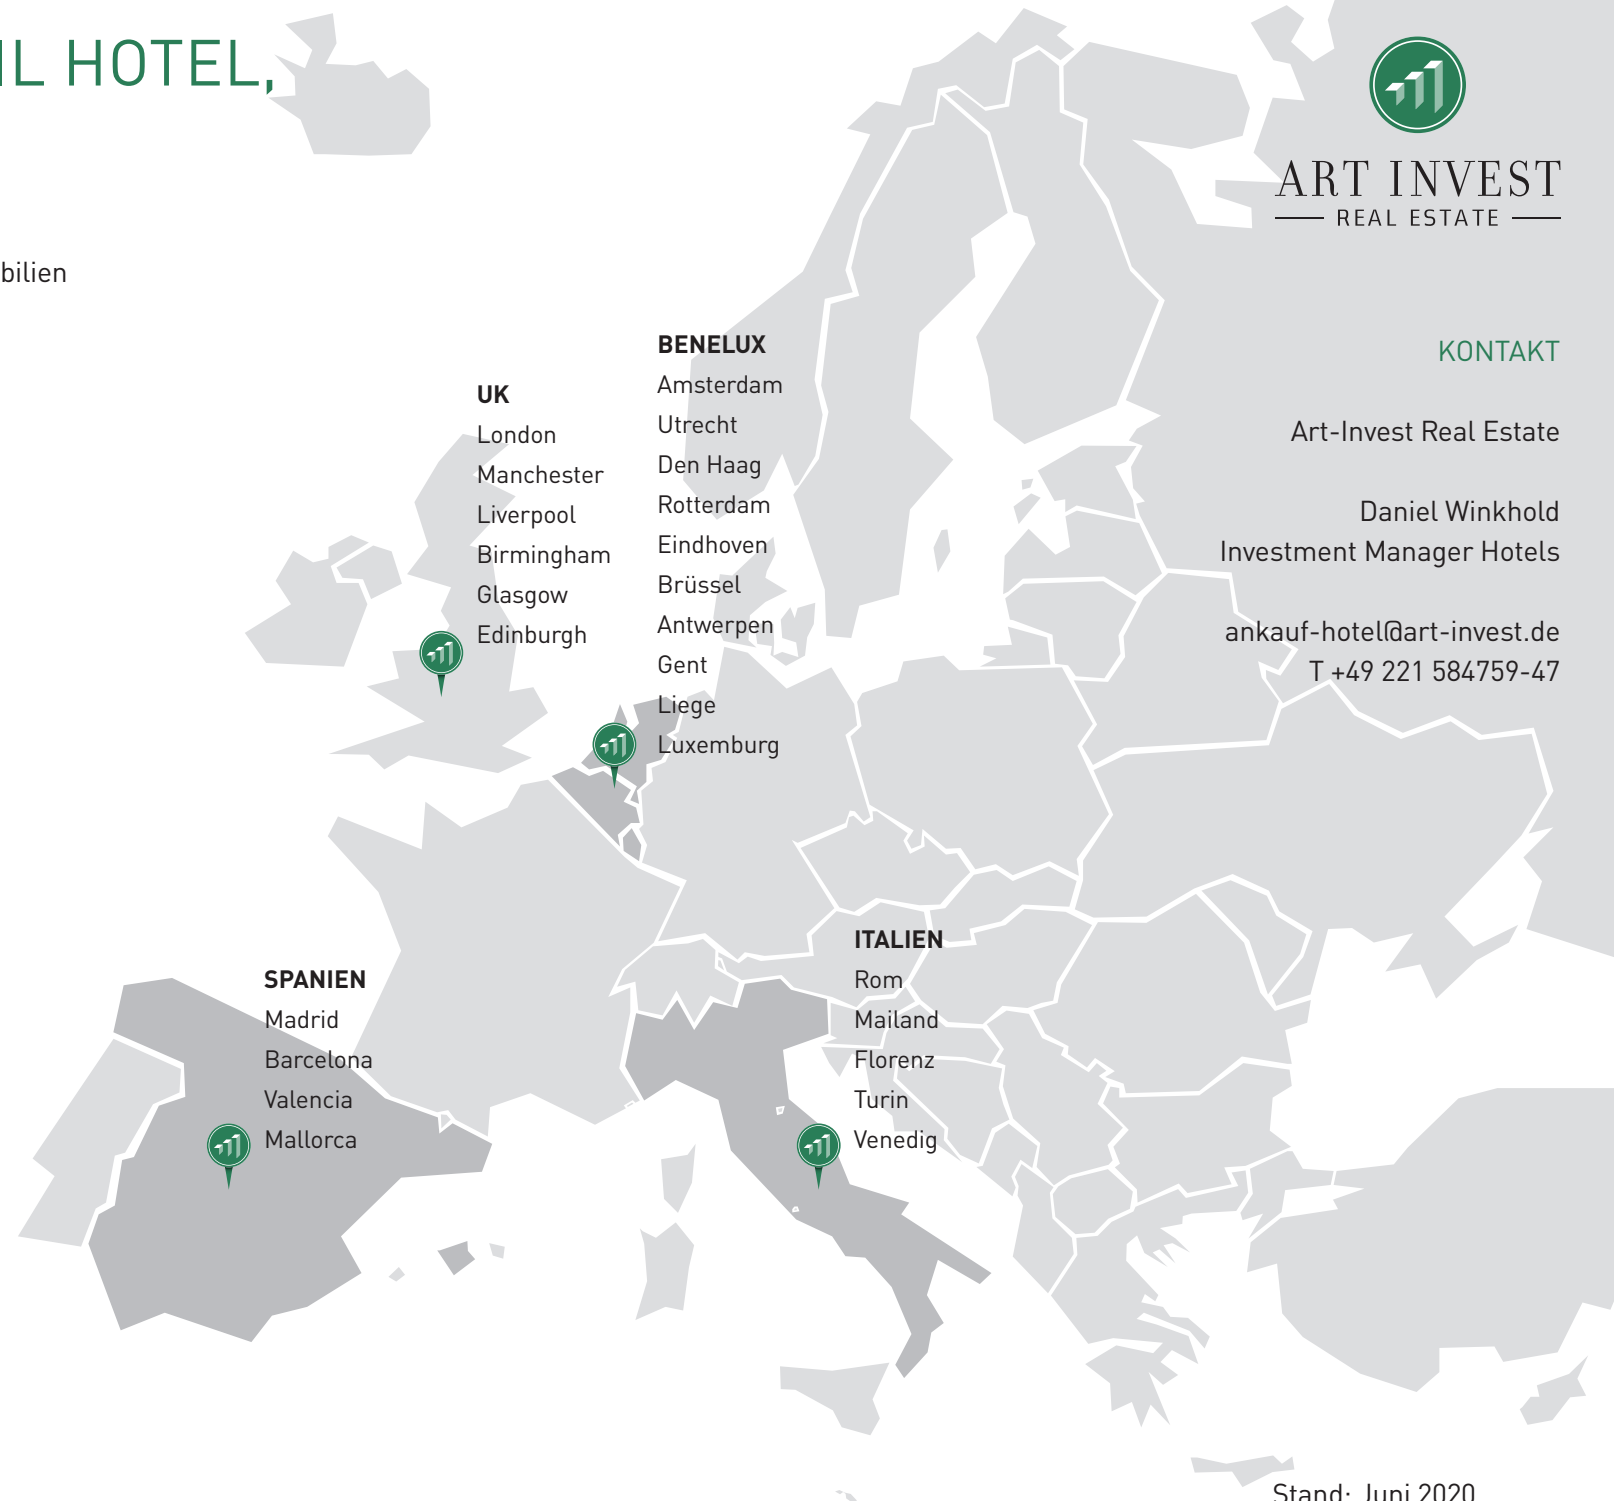 IL HOTEL,
ART INVEST
REAL ESTATE
bilien
KONTAKT
Art-Invest Real Estate
Daniel Winkhold
Investment Manager Hotels
ankauf-hotel@art-invest.de
T +49 221 584759-47
UK
London
Manchester
Liverpool
Birmingham
Glasgow
Edinburgh
BENELUX
Amsterdam
Utrecht
Den Haag
Rotterdam
Eindhoven
Brüssel
Antwerpen
Gent
Liege
Luxemburg
SPANIEN
Madrid
Barcelona
Valencia
Mallorca
ITALIEN
Rom
Mailand
Florenz
Turin
Venedig
Stand: Juni 2020